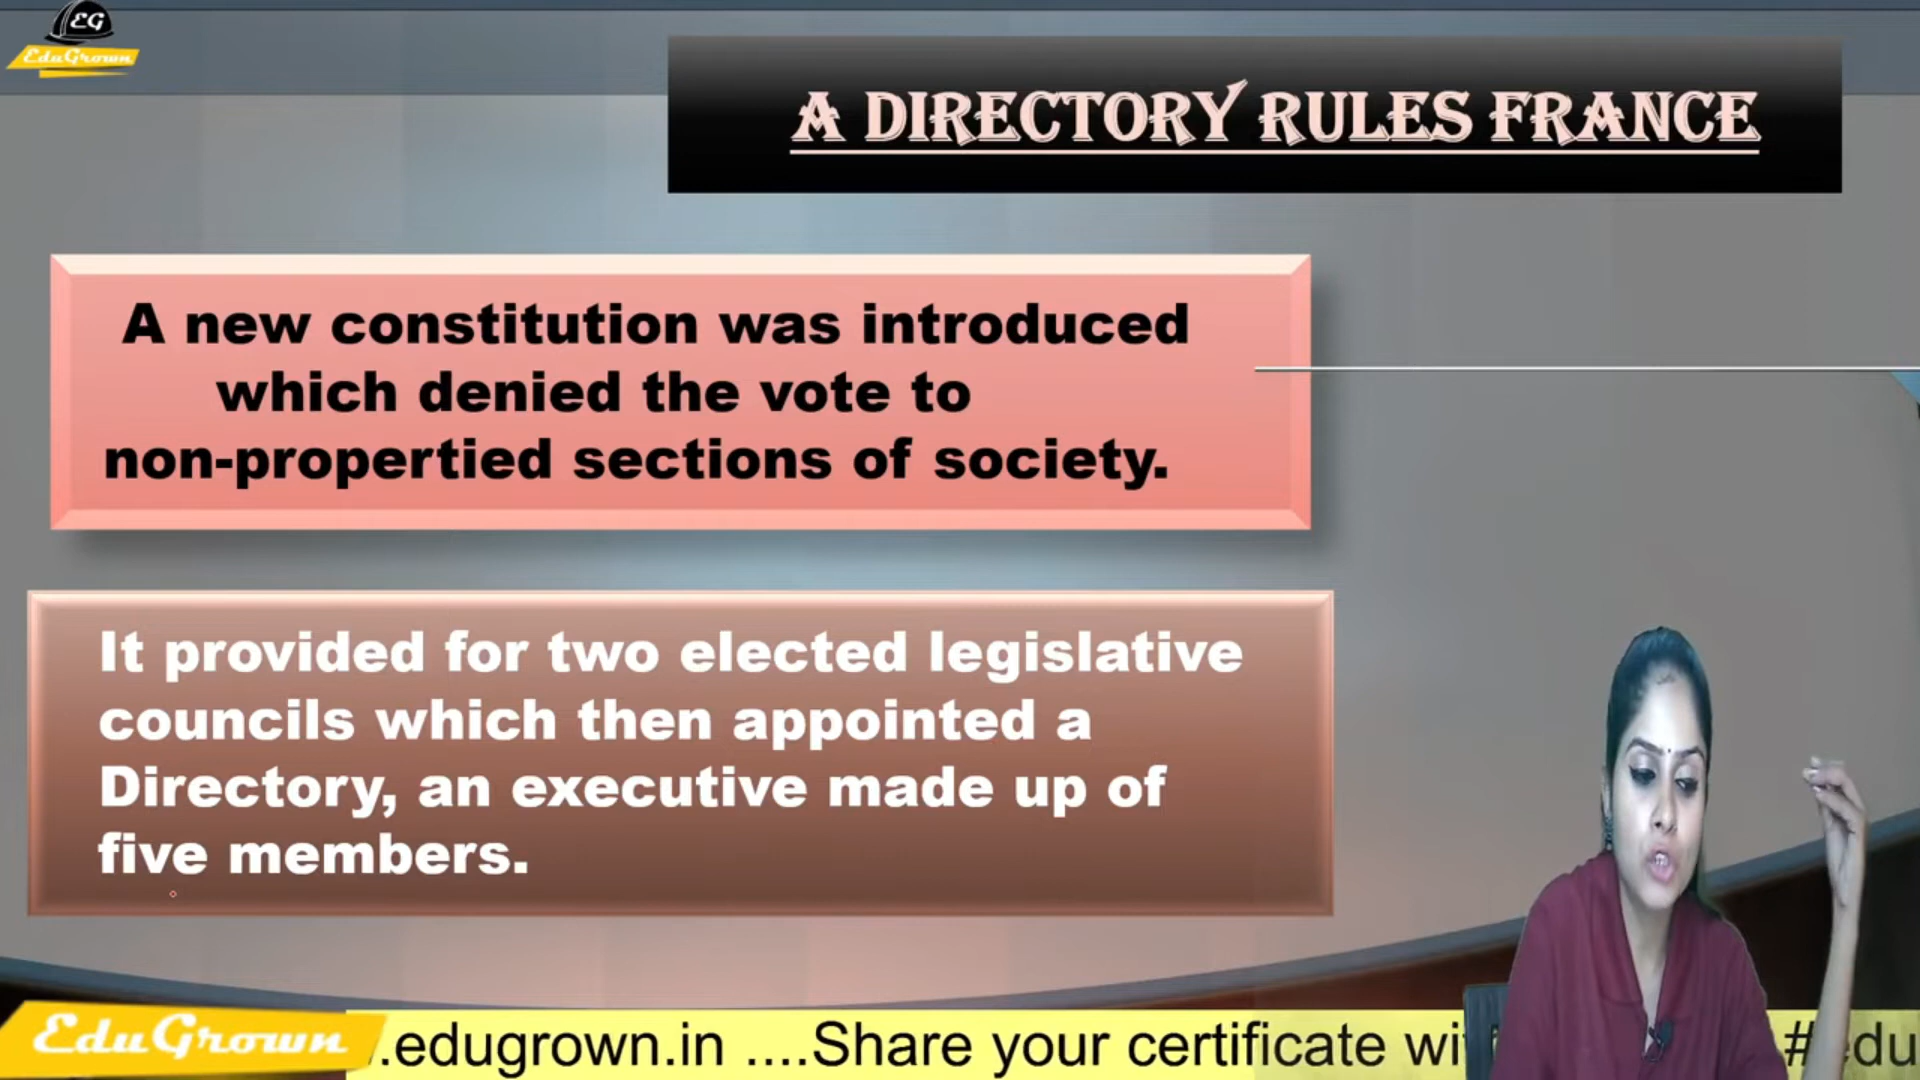 EG
EduGrown
A DIRECTORY RULES FRANCE
A new constitution was introduced
which denied the vote to
non-propertied sections of society.
It provided for two elected legislative
councils which then appointed a
Directory, an executive made up of
five members.
EduGrown
.edugrown.in ....Share your certificate